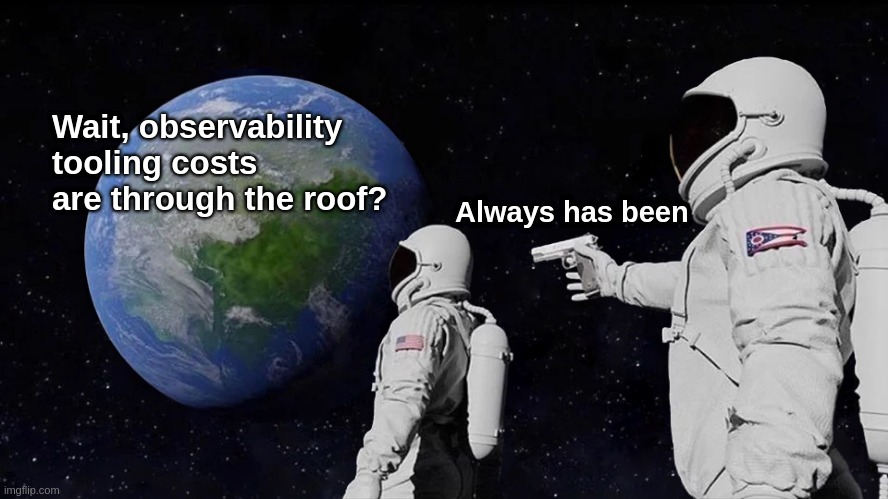 Wait, observability
tooling costs
are through the roof?
Always has been
imgflip.com